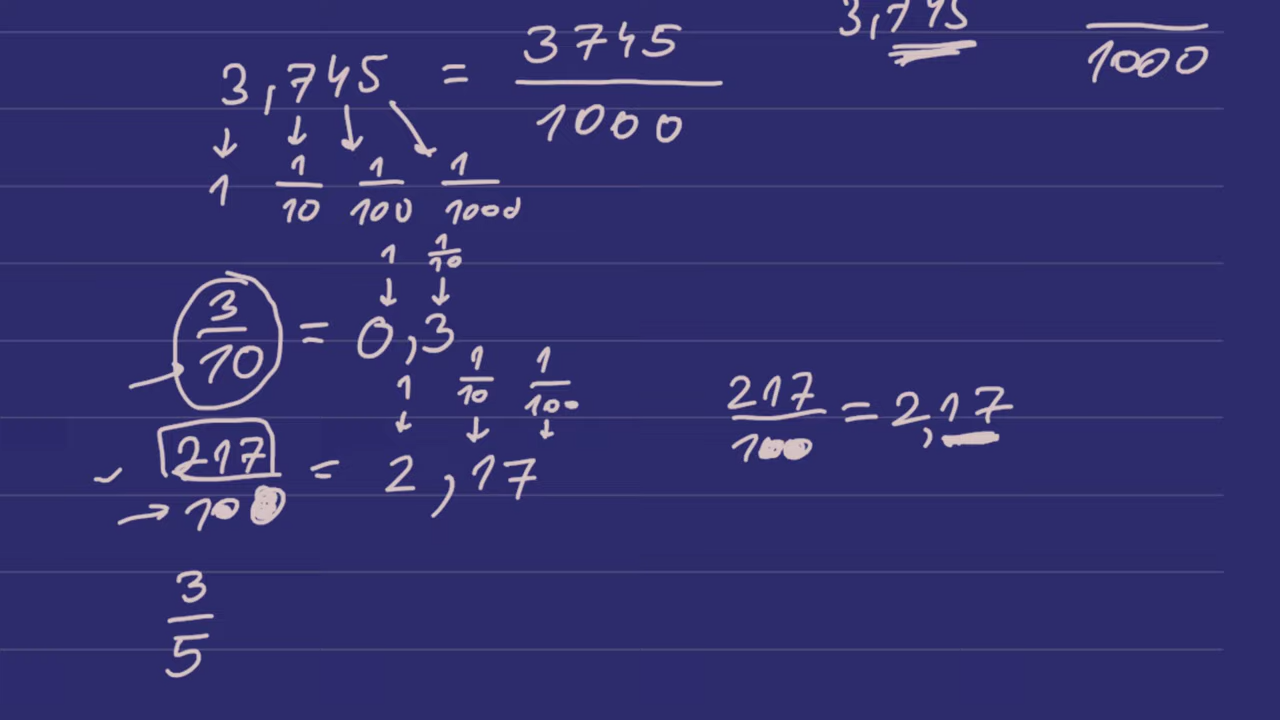 3,745
1000
3,745 = 3745/1000
↓ ↓ ↓ ↘
1 1/10 1/100 1/1000
1 1/10
↓ ↓
3/10 = 0,3
1 1/10 1/100
↓ ↓ ↓
217/100 = 2,17
217/100 = 2,17
3/5